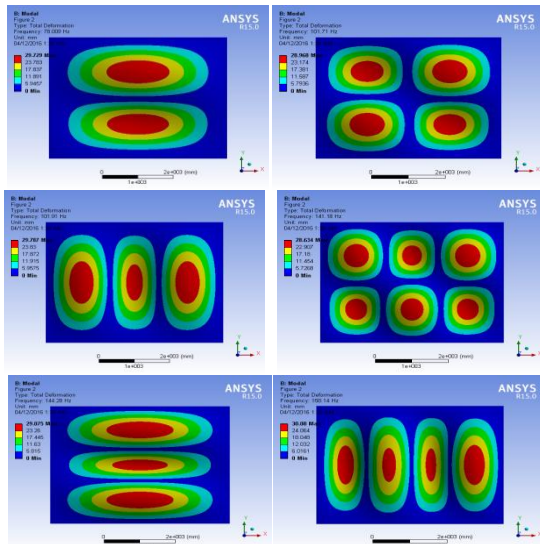 B: Modal
Figure 2
Type: Total Deformation
Frequency: 78.009 Hz
Unit: mm
04/12/2016 1:
29.729 M
23.783
17.837
11.891
5.9457
0 Min
ANSYS
R15.0
Y
X
0
2e+003 (mm)
1e+003
B: Modal
Figure 2
Type: Total Deformation
Frequency: 101.71 Hz
Unit: mm
04/12/2016 1:
28.968 M
23.174
17.381
11.587
5.7936
0 Min
ANSYS
R15.0
Y
X
0
2e+003 (mm)
1e+003
B: Modal
Figure 2
Type: Total Deformation
Frequency: 101.91 Hz
Unit: mm
04/12/2016 1:
29.787 M
23.83
17.872
11.915
5.9575
0 Min
ANSYS
R15.0
Y
X
0
2e+003 (mm)
1e+003
B: Modal
Figure 2
Type: Total Deformation
Frequency: 141.18 Hz
Unit: mm
04/12/2016 1:
28.634 M
22.907
17.18
11.454
5.7268
0 Min
ANSYS
R15.0
Y
X
0
2e+003 (mm)
1e+003
B: Modal
Figure 2
Type: Total Deformation
Frequency: 144.28 Hz
Unit: mm
04/12/2016 1:
29.075 M
23.26
17.445
11.63
5.815
0 Min
ANSYS
R15.0
Y
X
0
2e+003 (mm)
1e+003
B: Modal
Figure 2
Type: Total Deformation
Unit: mm
04/12/2016 1:
30.08 M
24.064
18.048
12.032
6.0161
0 Min
ANSYS
R15.0
Y
X
0
2e+003 (mm)
1e+003